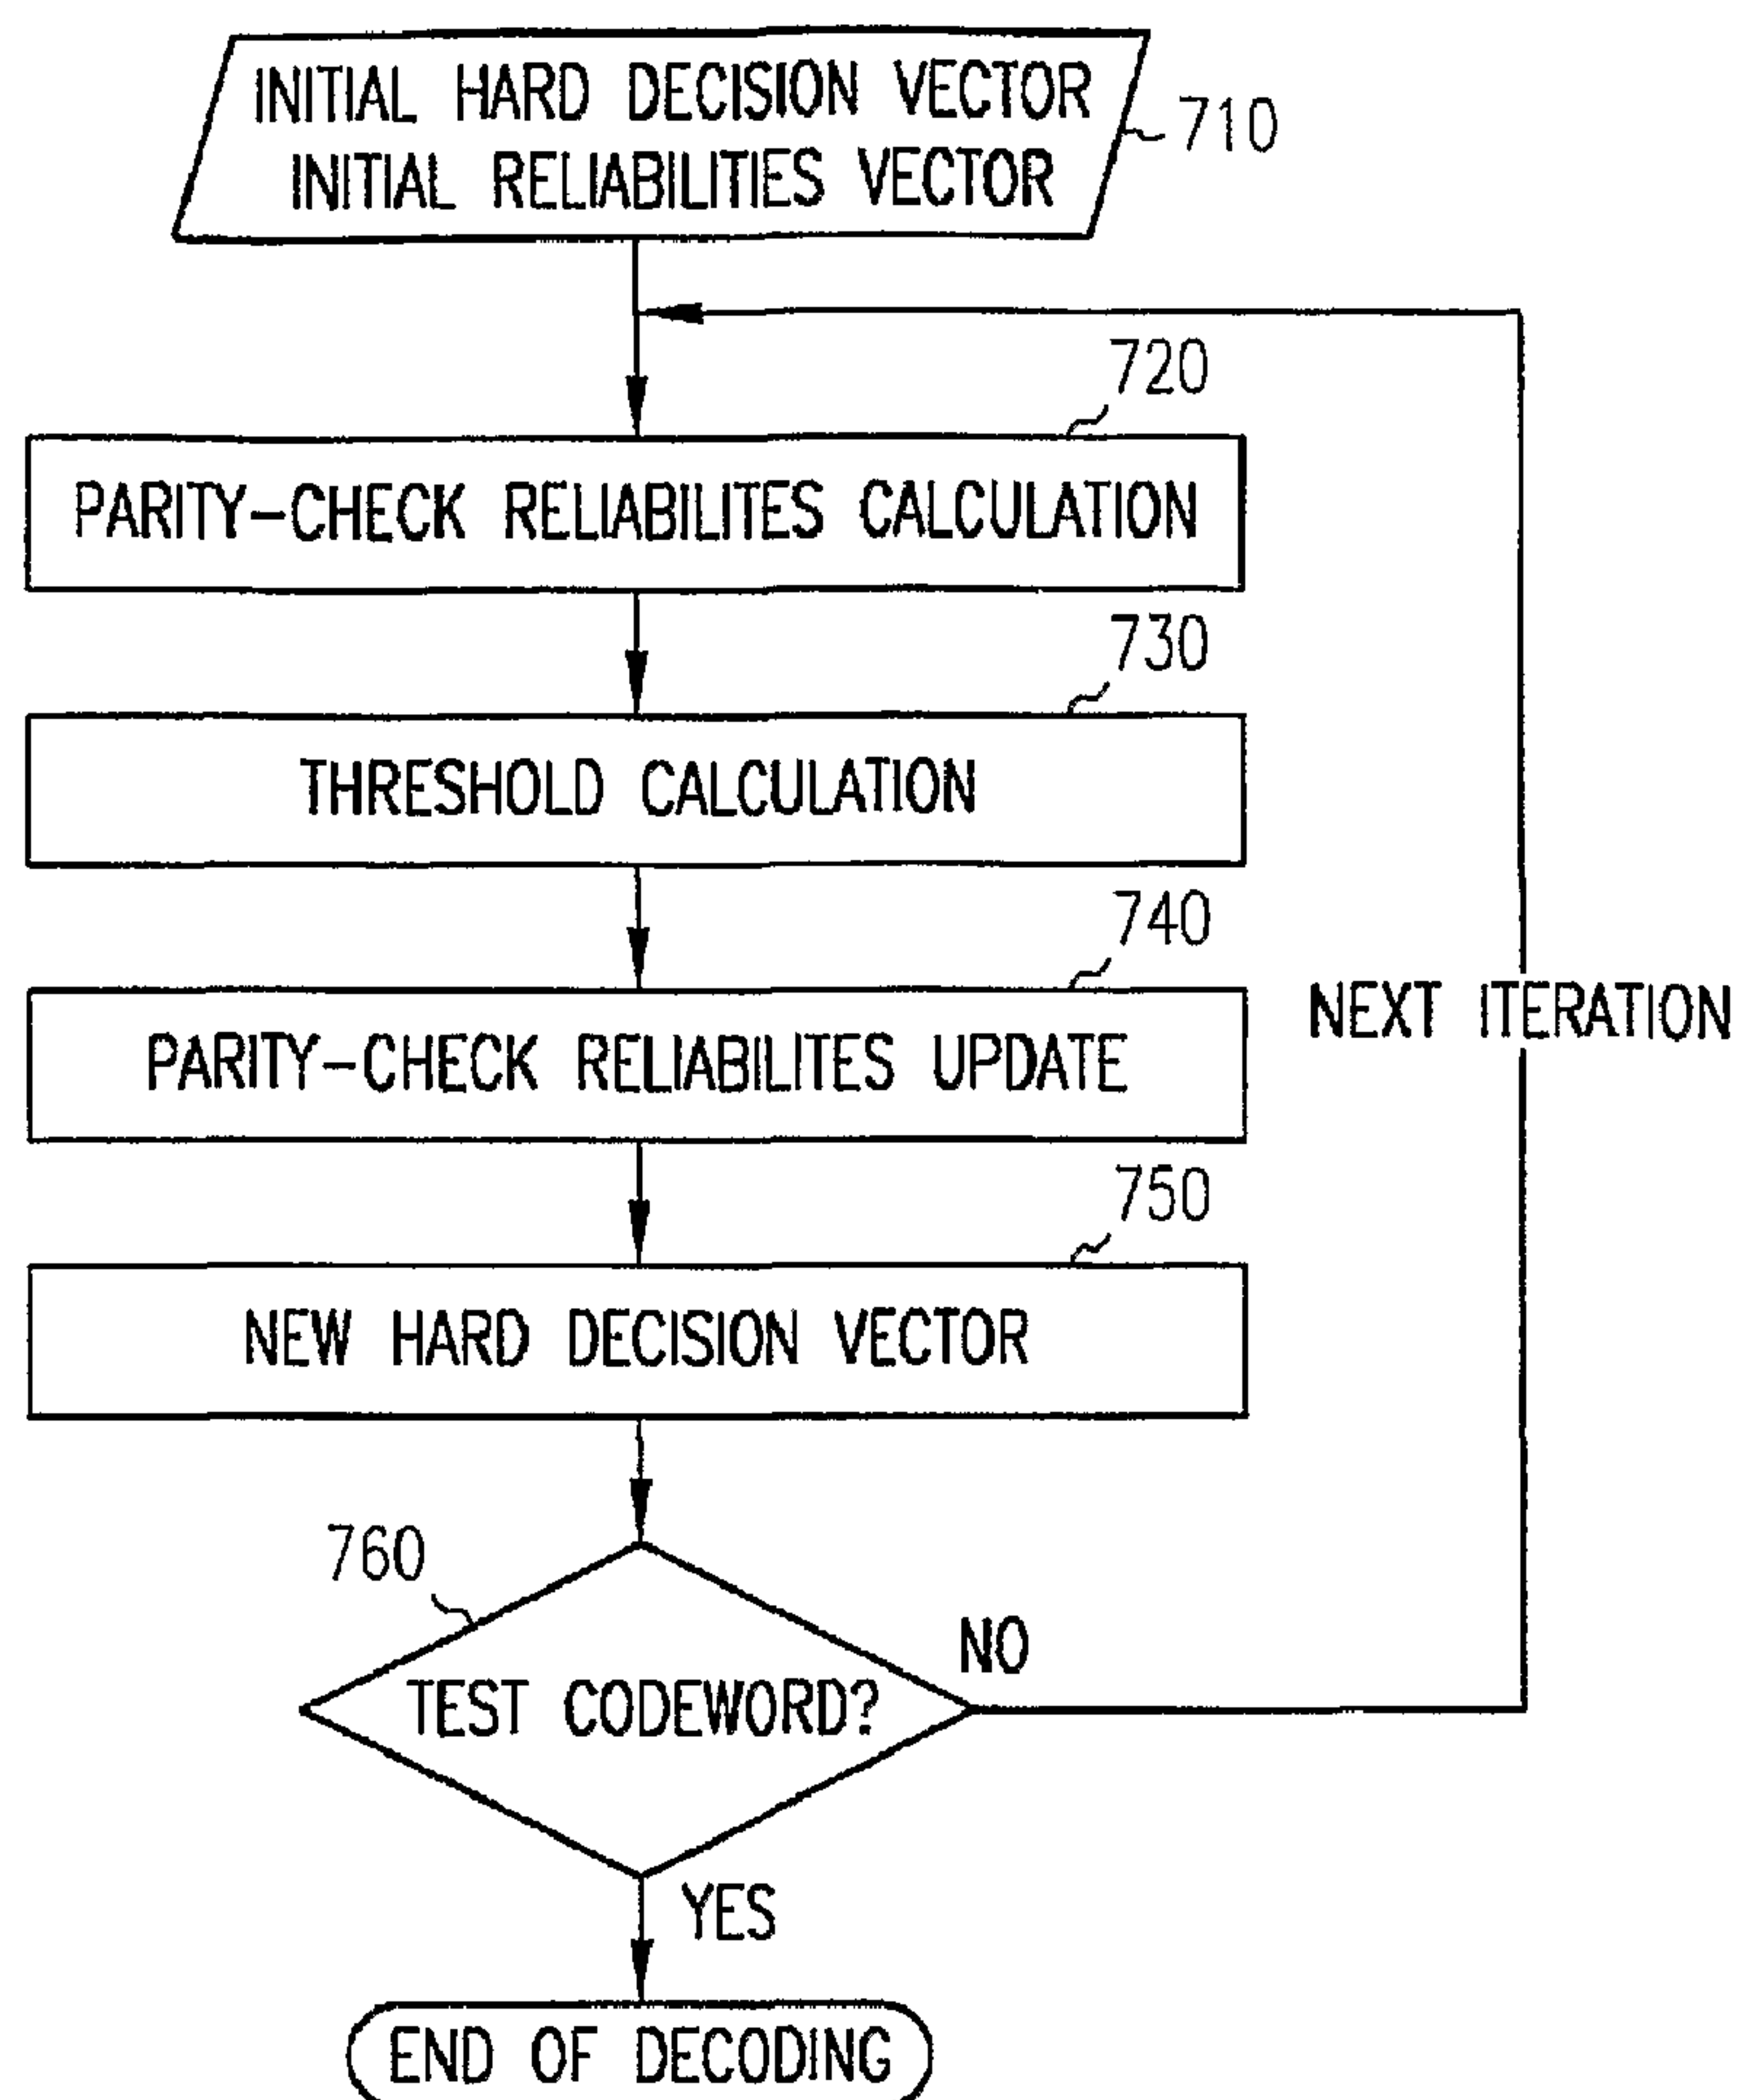 INITIAL HARD DECISION VECTOR
INITIAL RELIABILITIES VECTOR
710
720
PARITY-CHECK RELIABILITES CALCULATION
730
THRESHOLD CALCULATION
740
NEXT ITERATION
PARITY-CHECK RELIABILITES UPDATE
750
NEW HARD DECISION VECTOR
760
NO
TEST CODEWORD?
YES
END OF DECODING